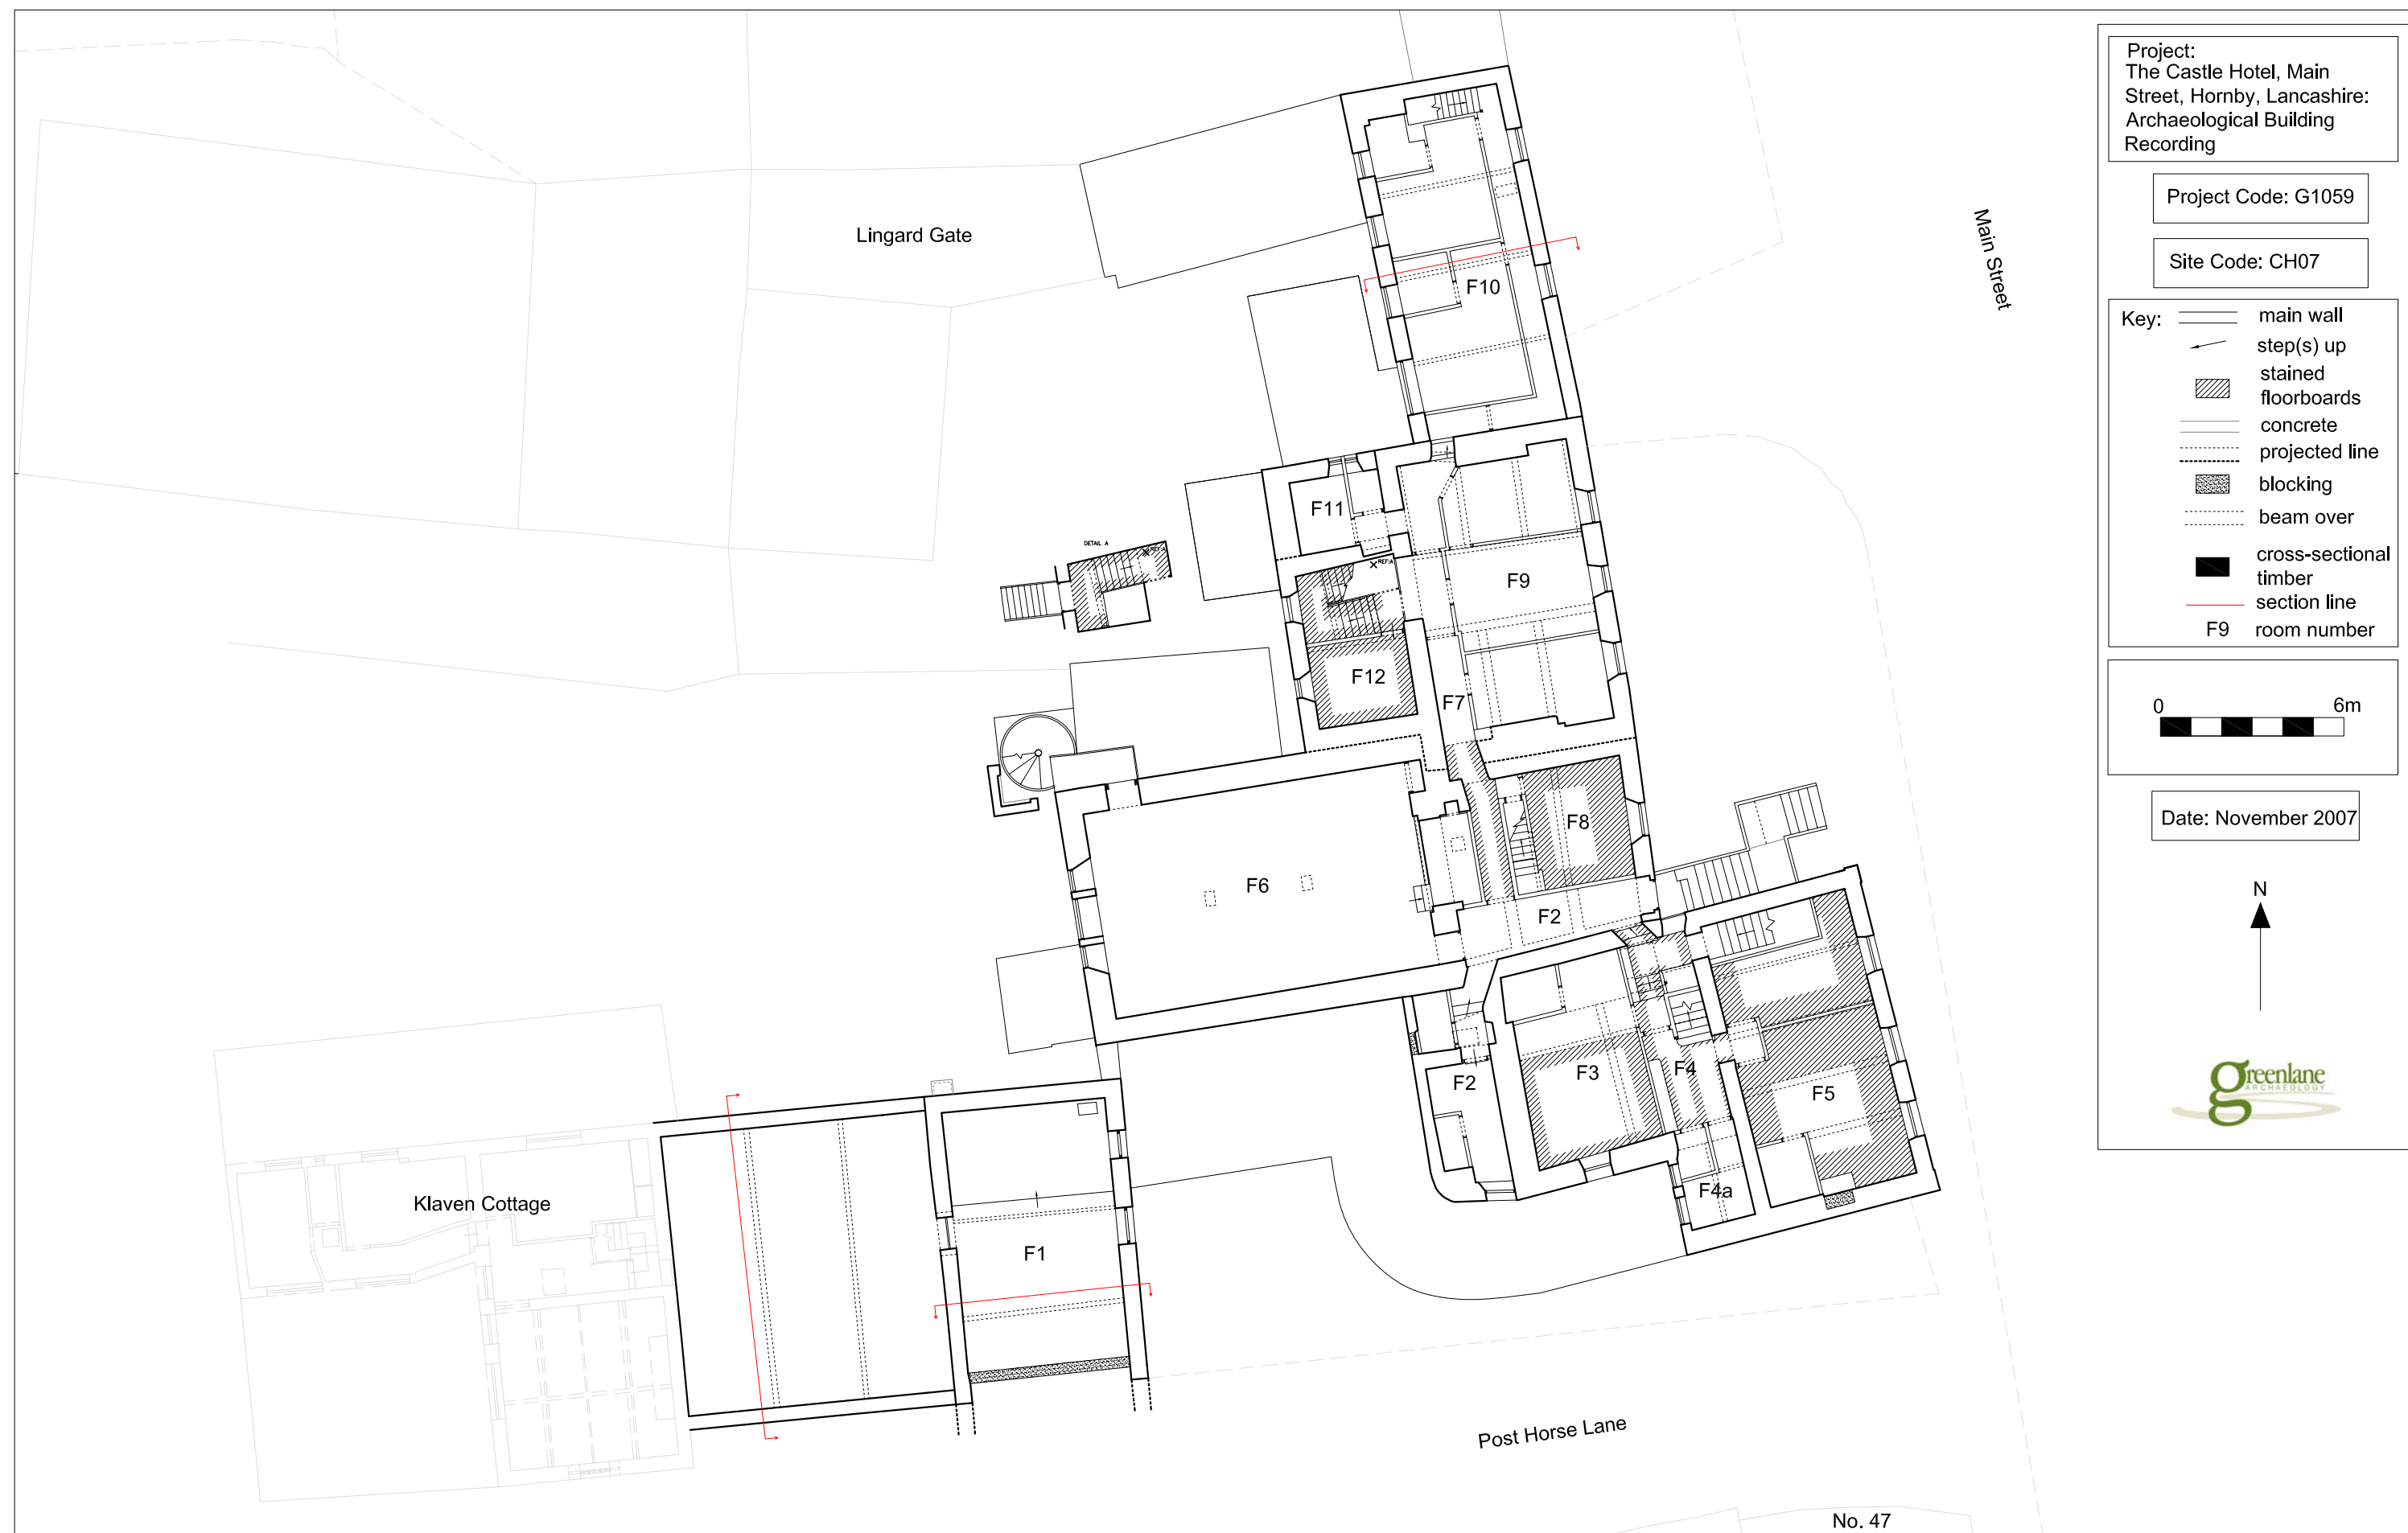 Project:
The Castle Hotel, Main
Street, Hornby, Lancashire:
Archaeological Building
Recording
Project Code: G1059
Site Code: CH07
Key:
main wall
step(s) up
stained
floorboards
concrete
projected line
blocking
beam over
cross-sectional
timber
section line
F9 room number
0 6m
Date: November 2007
N
greenlane
ARCHAEOLOGY
Lingard Gate
Main Street
F10
F11
DETAIL A
REF:A
REF:A
F9
F12
F7
F8
F6
F2
F3
F4
F2
F5
F4a
Klaven Cottage
F1
Post Horse Lane
No. 47